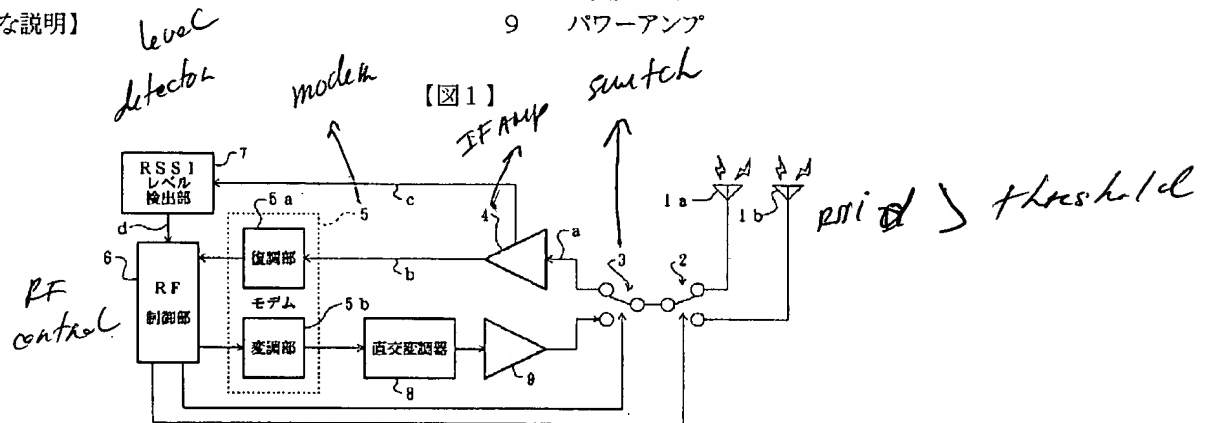 な説明】
9 パワーアンプ
level
detector
modem
【図1】
IF Amp
switch
RSSI
レベル
検出部
7
c
d
5a
5
復調部
モデム
b
4
a
3
2
1a
1b
rssi
> threshold
6
RF
制御部
RF
control
5b
変調部
直交変調器
8
9